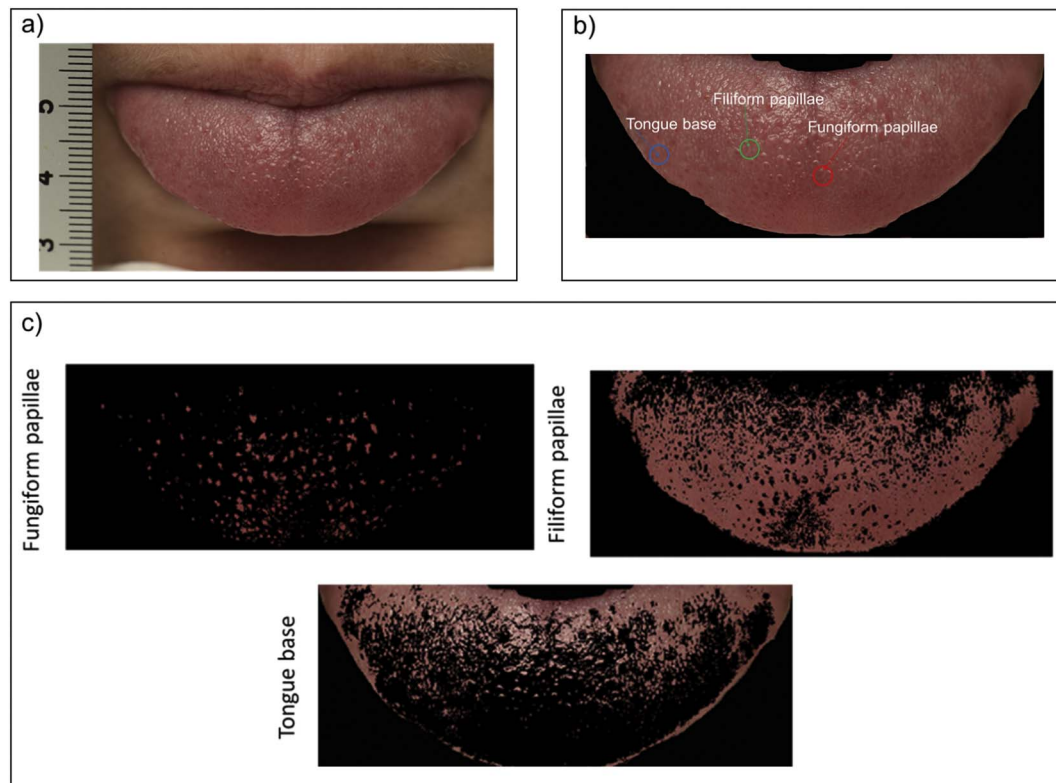 a)
5
4
3
b)
Filiform papillae
Tongue base
Fungiform papillae
c)
Fungiform papillae
Filiform papillae
Tongue base